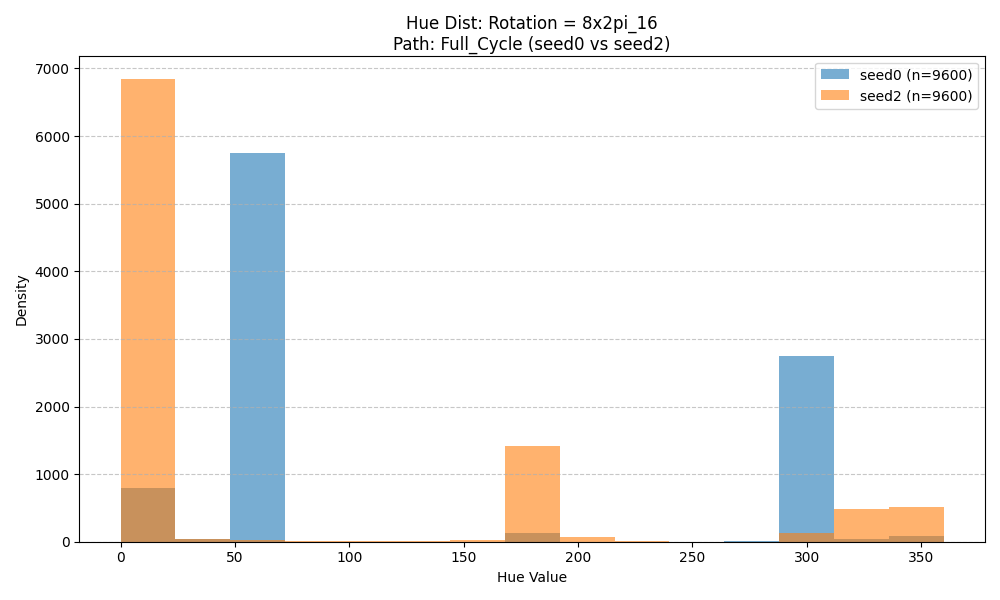 Hue Dist: Rotation = 8x2pi_16
Path: Full_Cycle (seed0 vs seed2)
seed0 (n=9600)
seed2 (n=9600)
Density
7000
6000
5000
4000
3000
2000
1000
0
0 50 100 150 200 250 300 350
Hue Value